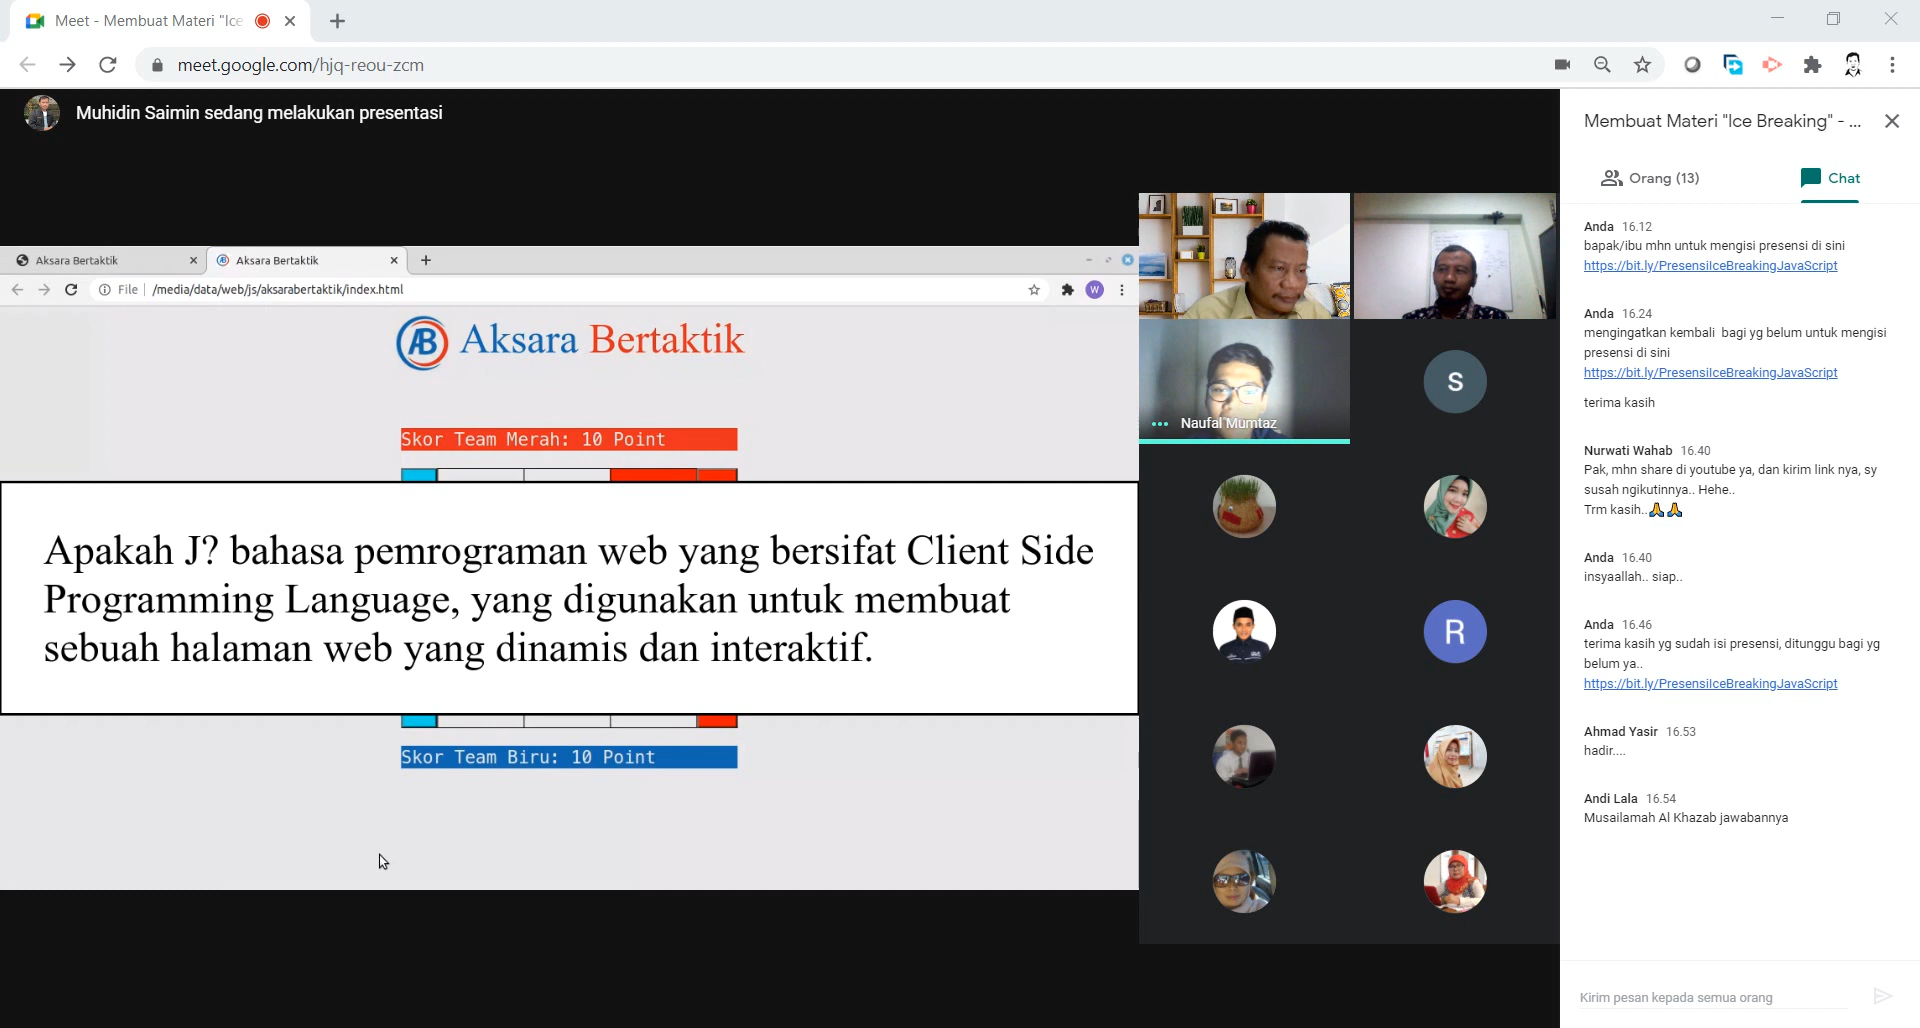 Meet - Membuat Materi "Ice
meet.google.com/hjq-reou-zcm
Muhidin Saimin sedang melakukan presentasi
Aksara Bertaktik
Aksara Bertaktik
File
/media/data/web/js/aksarabertaktik/index.html
W
AB Aksara Bertaktik
Skor Team Merah: 10 Point
Apakah J? bahasa pemrograman web yang bersifat Client Side
Programming Language, yang digunakan untuk membuat
sebuah halaman web yang dinamis dan interaktif.
Skor Team Biru: 10 Point
Naufal Mumtaz
S
R
Membuat Materi "Ice Breaking" - ...
Orang (13)
Chat
Anda 16.12
bapak/ibu mhn untuk mengisi presensi di sini
https://bit.ly/PresensiIceBreakingJavaScript
Anda 16.24
mengingatkan kembali bagi yg belum untuk mengisi
presensi di sini
https://bit.ly/PresensiIceBreakingJavaScript
terima kasih
Nurwati Wahab 16.40
Pak, mhn share di youtube ya, dan kirim link nya, sy
susah ngikutinnya.. Hehe..
Trm kasih..🙏🙏
Anda 16.40
insyaallah.. siap..
Anda 16.46
terima kasih yg sudah isi presensi, ditunggu bagi yg
belum ya..
https://bit.ly/PresensiIceBreakingJavaScript
Ahmad Yasir 16.53
hadir....
Andi Lala 16.54
Musailamah Al Khazab jawabannya
Kirim pesan kepada semua orang